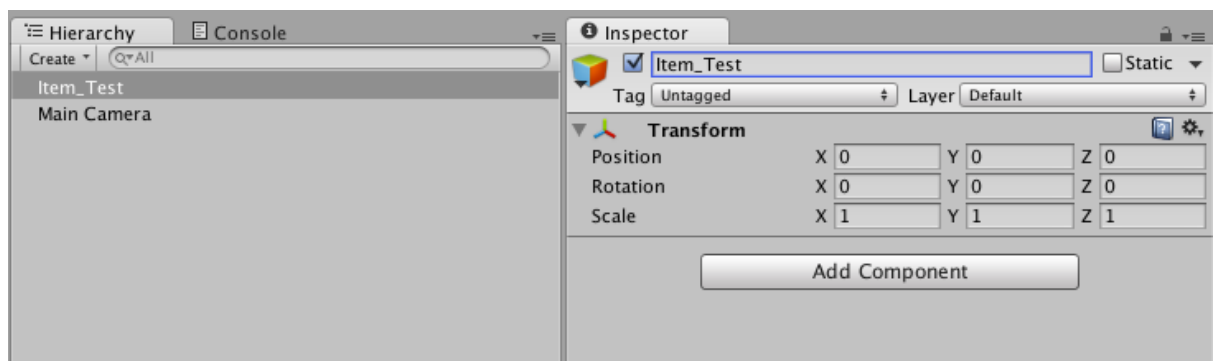 Hierarchy Console
Create All
Item_Test
Main Camera
Inspector
Item_Test Static
Tag Untagged Layer Default
Transform
Position X 0 Y 0 Z 0
Rotation X 0 Y 0 Z 0
Scale X 1 Y 1 Z 1
Add Component